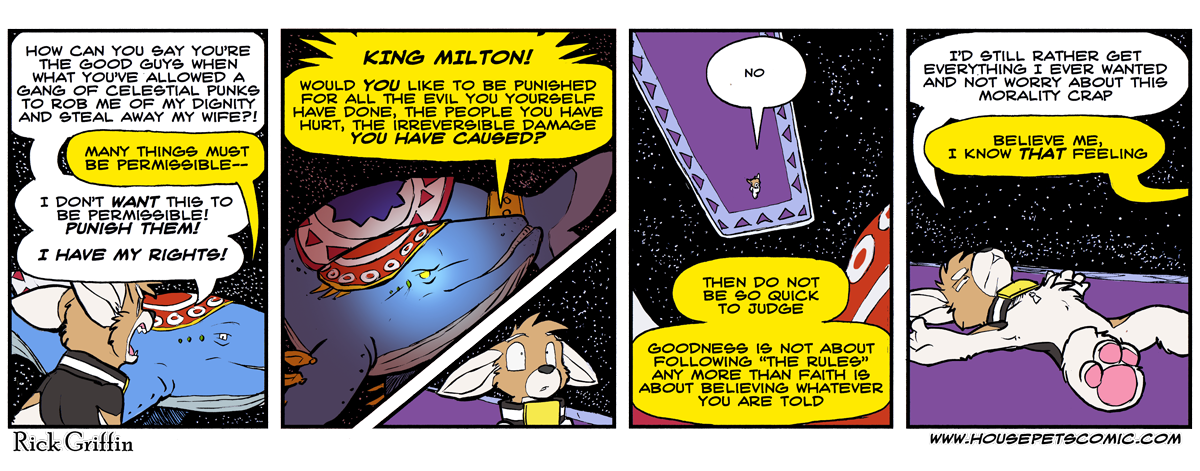 HOW CAN YOU SAY YOU'RE
THE GOOD GUYS WHEN
WHAT YOU'VE ALLOWED A
GANG OF CELESTIAL PUNKS
TO ROB ME OF MY DIGNITY
AND STEAL AWAY MY WIFE?!
MANY THINGS MUST
BE PERMISSIBLE--
I DON'T WANT THIS TO
BE PERMISSIBLE!
PUNISH THEM!
I HAVE MY RIGHTS!
KING MILTON!
WOULD YOU LIKE TO BE PUNISHED
FOR ALL THE EVIL YOU YOURSELF
HAVE DONE, THE PEOPLE YOU HAVE
HURT, THE IRREVERSIBLE DAMAGE
YOU HAVE CAUSED?
NO
THEN DO NOT
BE SO QUICK
TO JUDGE
GOODNESS IS NOT ABOUT
FOLLOWING "THE RULES"
ANY MORE THAN FAITH IS
ABOUT BELIEVING WHATEVER
YOU ARE TOLD
I'D STILL RATHER GET
EVERYTHING I EVER WANTED
AND NOT WORRY ABOUT THIS
MORALITY CRAP
BELIEVE ME,
I KNOW THAT FEELING
Rick Griffin
WWW.HOUSEPETSCOMIC.COM